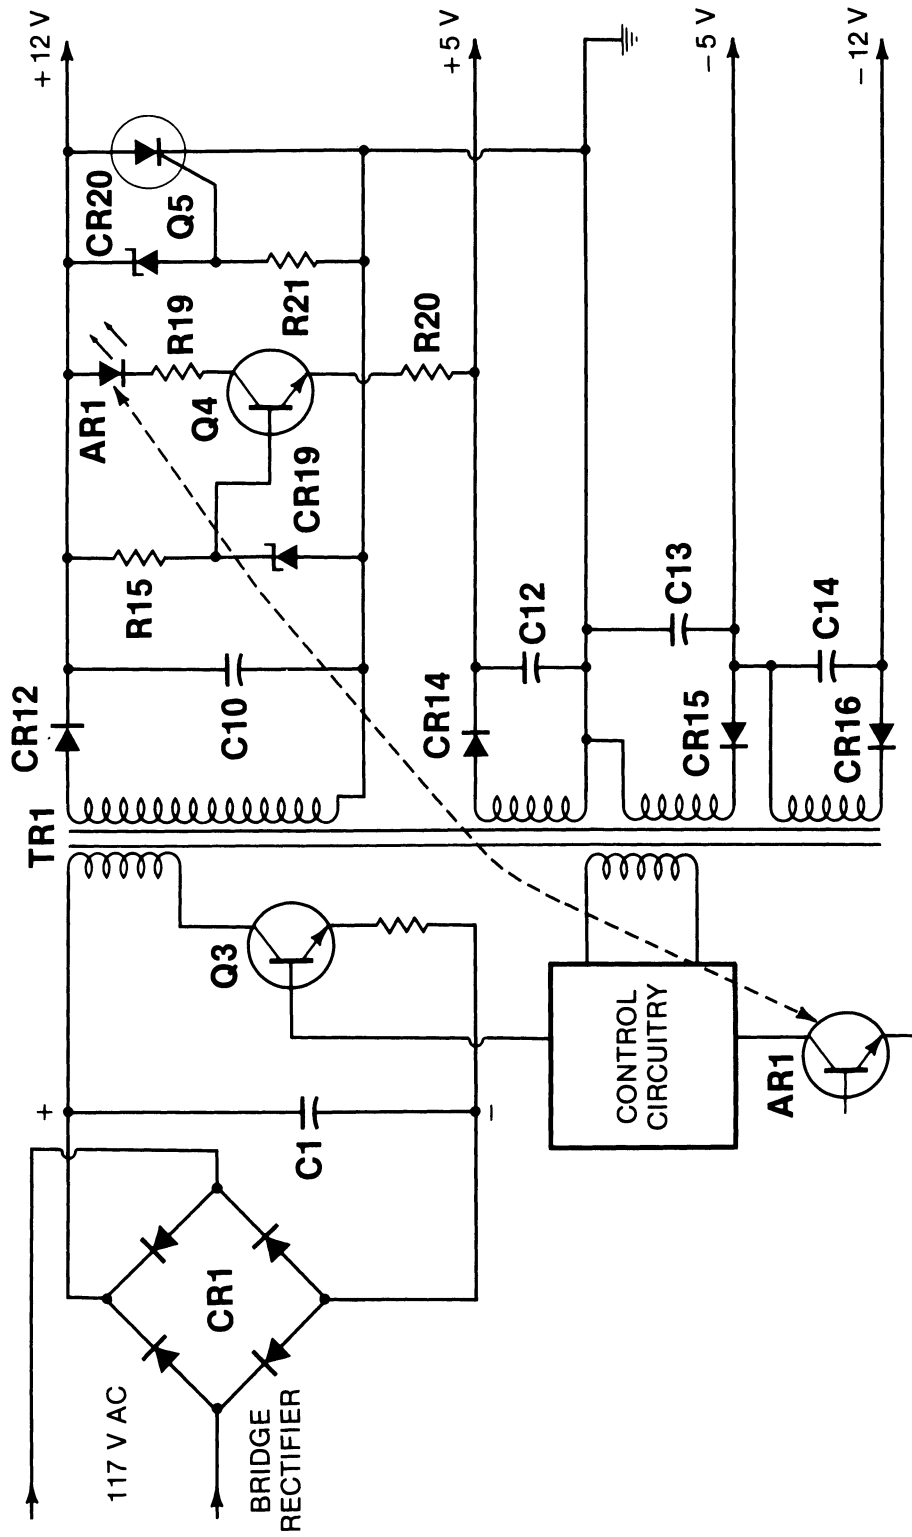 117 V AC
BRIDGE
RECTIFIER
CR1
+
C1
−
Q3
CONTROL
CIRCUITRY
AR1
TR1
CR12
C10
R15
CR19
AR1
R19
Q4
R20
CR20
Q5
R21
+ 12 V
CR14
C12
+ 5 V
CR15
C13
− 5 V
CR16
C14
− 12 V